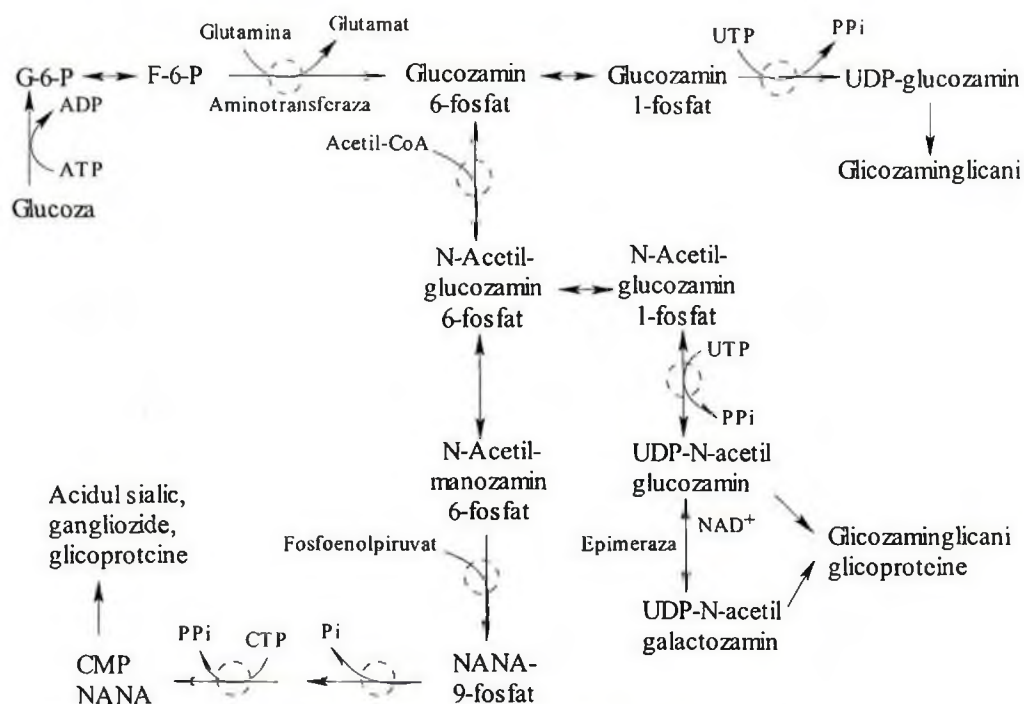 Glutamina
Glutamat
UTP
PPi
G-6-P
F-6-P
Glucozamin
6-fosfat
Glucozamin
1-fosfat
UDP-glucozamin
Aminotransferaza
ADP
ATP
Glucoza
Acetil-CoA
Glicozaminglicani
N-Acetil-
glucozamin
6-fosfat
N-Acetil-
glucozamin
1-fosfat
UTP
PPi
N-Acetil-
manozamin
6-fosfat
UDP-N-acetil
glucozamin
Acidul sialic,
gangliozide,
glicoproteine
Fosfoenolpiruvat
Epimeraza
NAD+
Glicozaminglicani
glicoproteine
UDP-N-acetil
galactozamin
PPi
CTP
Pi
CMP
NANA
NANA-
9-fosfat